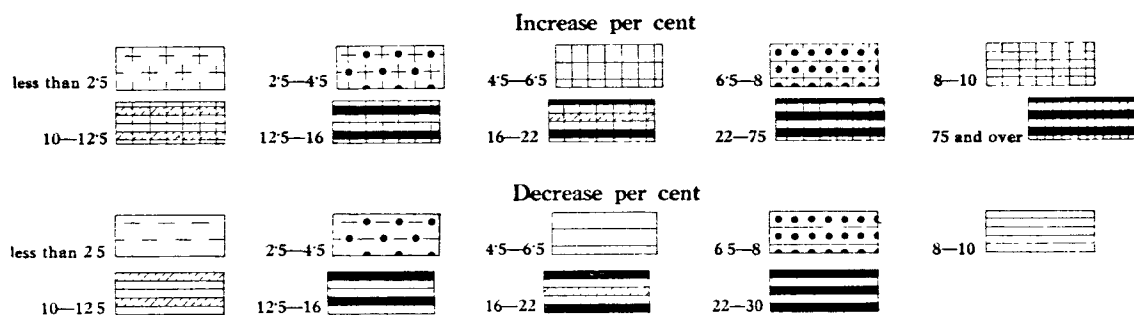 Increase per cent
less than 2·5 2·5—4·5 4·5—6·5 6·5—8 8—10
10—12·5 12·5—16 16—22 22—75 75 and over
Decrease per cent
less than 2 5 2·5—4·5 4·5—6·5 6 5—8 8—10
10—12 5 12·5—16 16—22 22—30